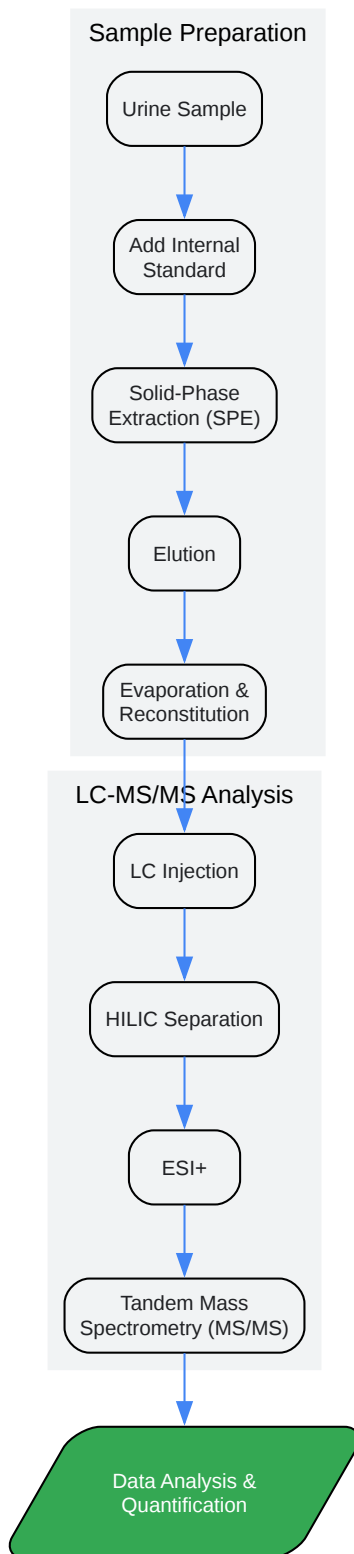 Sample Preparation
Urine Sample
Add Internal
Standard
Solid-Phase
Extraction (SPE)
Elution
Evaporation &
Reconstitution
LC-MS/MS Analysis
LC Injection
HILIC Separation
ESI+
Tandem Mass
Spectrometry (MS/MS)
Data Analysis &
Quantification